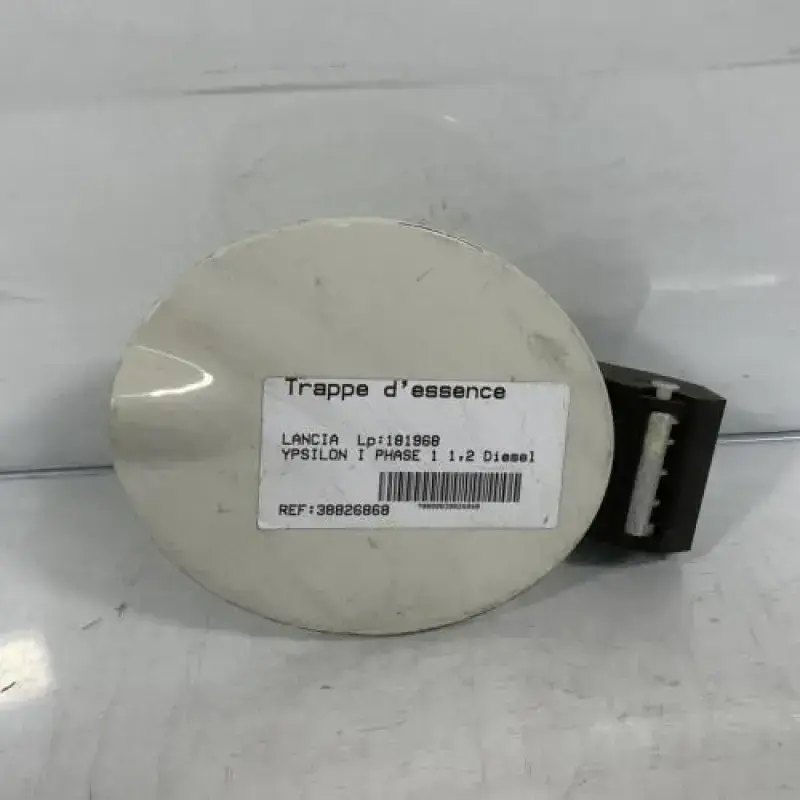 Trappe d'essence
LANCIA Lp:181968
YPSILON I PHASE 1 1.2 Diesel
REF:38826868